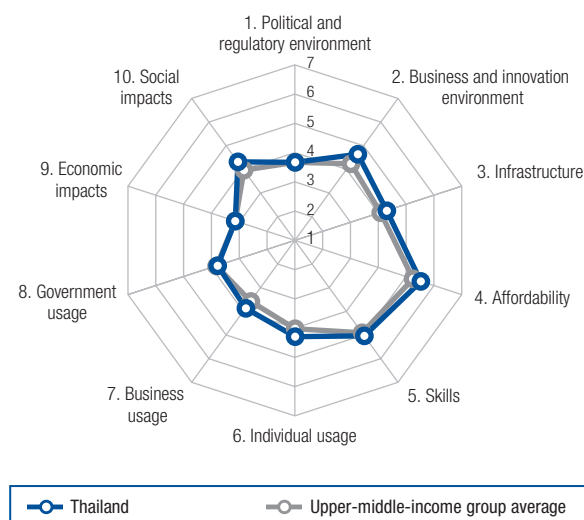 1. Political and
regulatory environment
2. Business and innovation
environment
3. Infrastructure
4. Affordability
5. Skills
6. Individual usage
7. Business
usage
8. Government
usage
9. Economic
impacts
10. Social
impacts
7
6
5
4
3
2
1
Thailand
Upper-middle-income group average